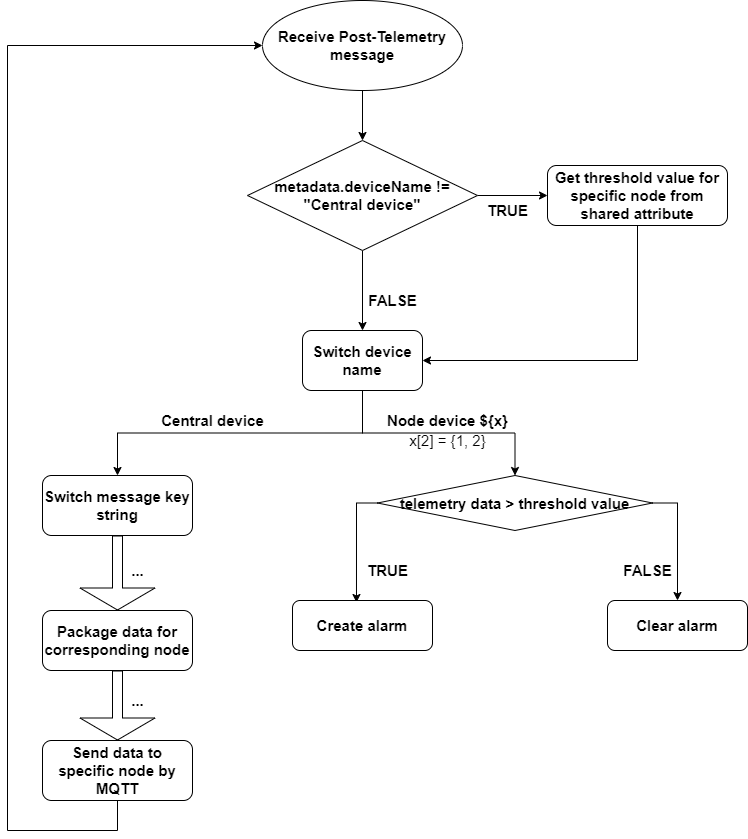 Receive Post-Telemetry
message
metadata.deviceName !=
"Central device"
TRUE
Get threshold value for
specific node from
shared attribute
FALSE
Switch device
name
Central device
Node device ${x}
x[2] = {1, 2}
Switch message key
string
telemetry data > threshold value
...
TRUE
FALSE
Package data for
corresponding node
Create alarm
Clear alarm
...
Send data to
specific node by
MQTT